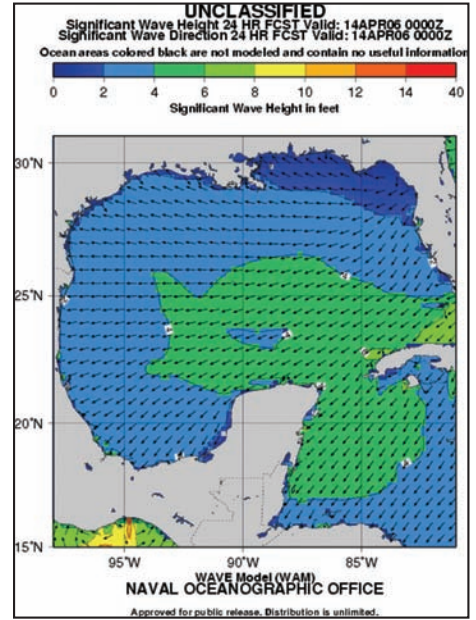 UNCLASSIFIED
Significant Wave Height 24 HR FCST Valid: 14APR06 0000Z
Significant Wave Direction 24 HR FCST Valid: 14APR06 0000Z
Ocean areas colored black are not modeled and contain no useful information
0 2 4 6 8 10 12 14 40
Significant Wave Height in feet
30°N
25°N
20°N
15°N
95°W 90°W 85°W
WAVE Model (WAM)
NAVAL OCEANOGRAPHIC OFFICE
Approved for public release. Distribution is unlimited.